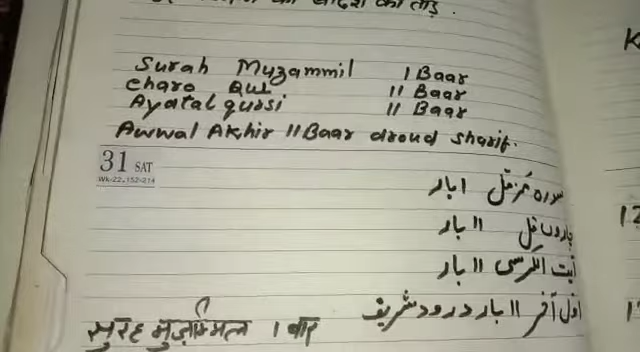 की बंदिश का तोड़ .
Surah Muzammil 1 Baar
charo Qul 11 Baar
Ayatal qursi 11 Baar
Awwal Akhir 11 Baar droud sharif.
31 SAT
Wk-22,152-214
سورہ مزمل ۱ بار
چاروں قل ۱۱ بار
آیت الکرسی ۱۱ بار
اول آخر ۱۱ بار درود شریف
सुरह मुज़म्मिल 1 बार